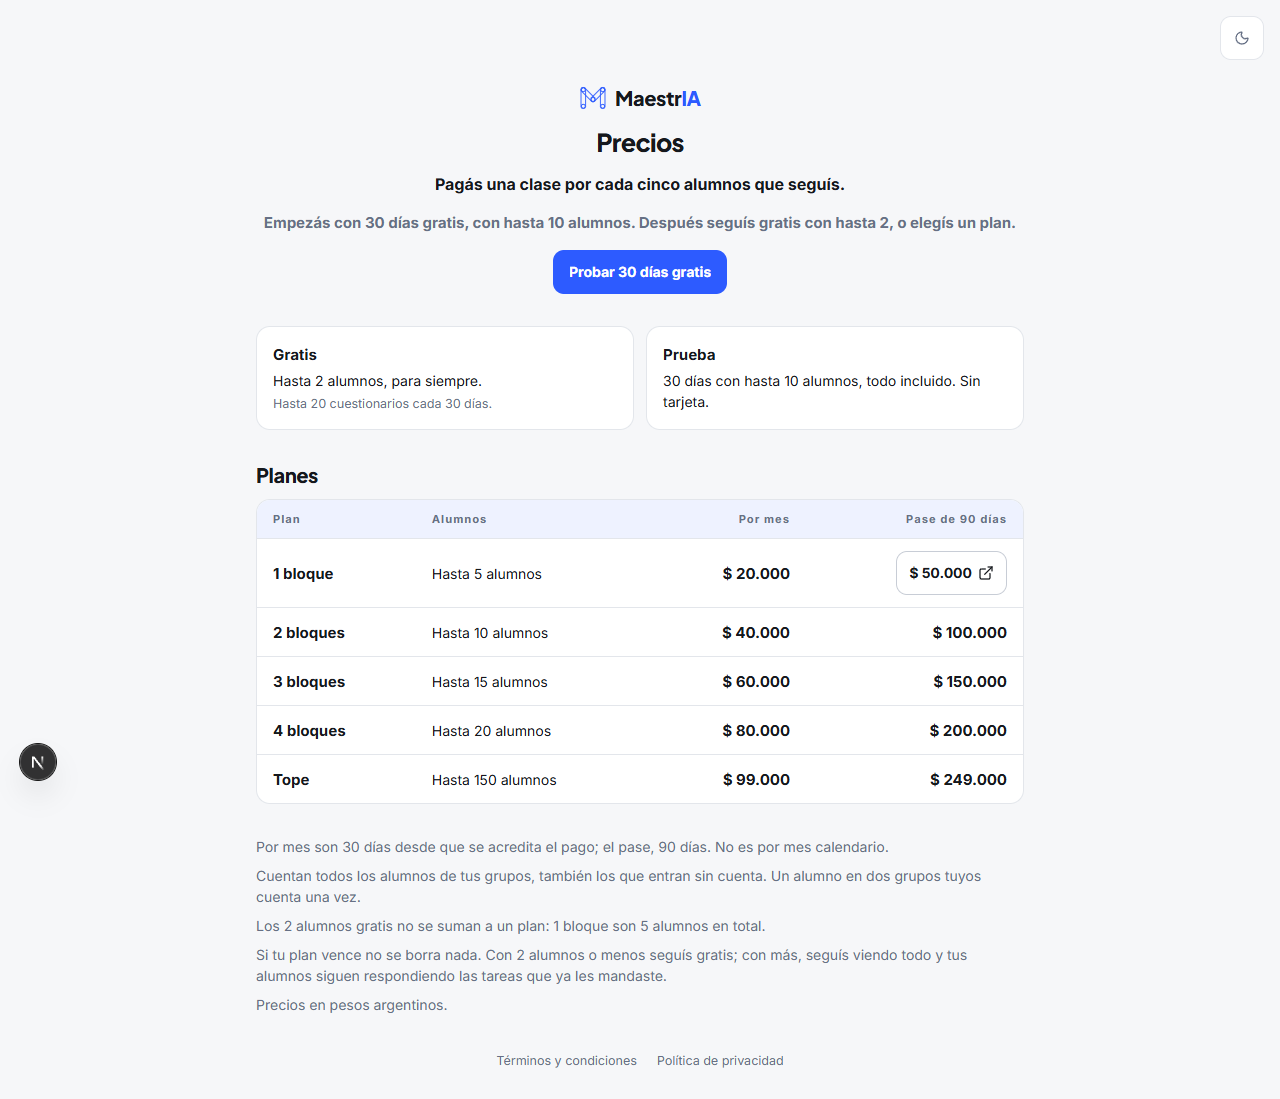 MaestrIA
Precios
Pagás una clase por cada cinco alumnos que seguís.
Empezás con 30 días gratis, con hasta 10 alumnos. Después seguís gratis con hasta 2, o elegís un plan.
Probar 30 días gratis
Gratis
Hasta 2 alumnos, para siempre.
Hasta 20 cuestionarios cada 30 días.
Prueba
30 días con hasta 10 alumnos, todo incluido. Sin
tarjeta.
Planes
Plan Alumnos Por mes Pase de 90 días
1 bloque Hasta 5 alumnos $ 20.000 $ 50.000
2 bloques Hasta 10 alumnos $ 40.000 $ 100.000
3 bloques Hasta 15 alumnos $ 60.000 $ 150.000
4 bloques Hasta 20 alumnos $ 80.000 $ 200.000
Tope Hasta 150 alumnos $ 99.000 $ 249.000
N
Por mes son 30 días desde que se acredita el pago; el pase, 90 días. No es por mes calendario.
Cuentan todos los alumnos de tus grupos, también los que entran sin cuenta. Un alumno en dos grupos tuyos
cuenta una vez.
Los 2 alumnos gratis no se suman a un plan: 1 bloque son 5 alumnos en total.
Si tu plan vence no se borra nada. Con 2 alumnos o menos seguís gratis; con más, seguís viendo todo y tus
alumnos siguen respondiendo las tareas que ya les mandaste.
Precios en pesos argentinos.
Términos y condiciones Política de privacidad